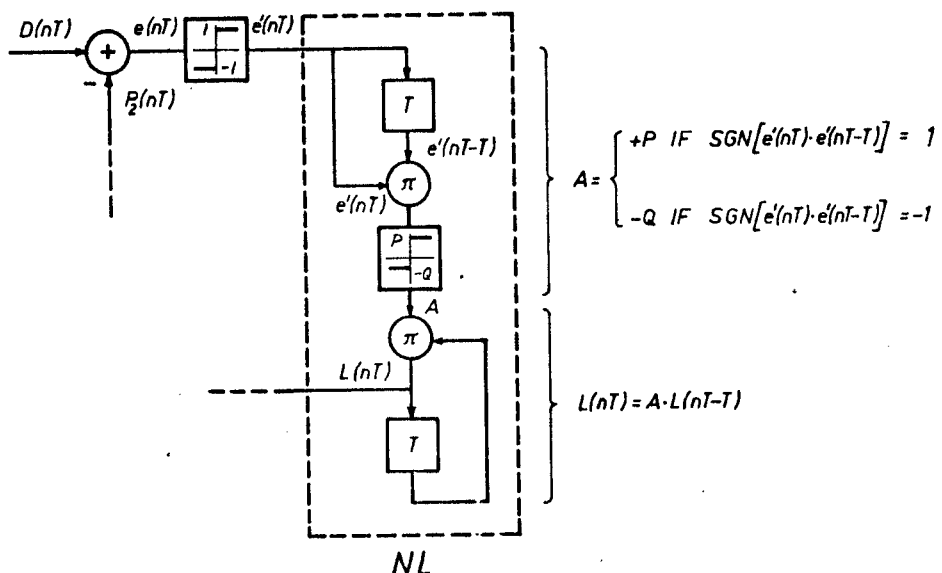 D(nT)
+
-
e(nT)
1
-1
e'(nT)
P₂(nT)
T
e'(nT-T)
π
e'(nT)
P
-Q
A
π
L(nT)
T
NL
A = { +P IF SGN[e'(nT)·e'(nT-T)] = 1
-Q IF SGN[e'(nT)·e'(nT-T)] = -1
L(nT) = A·L(nT-T)